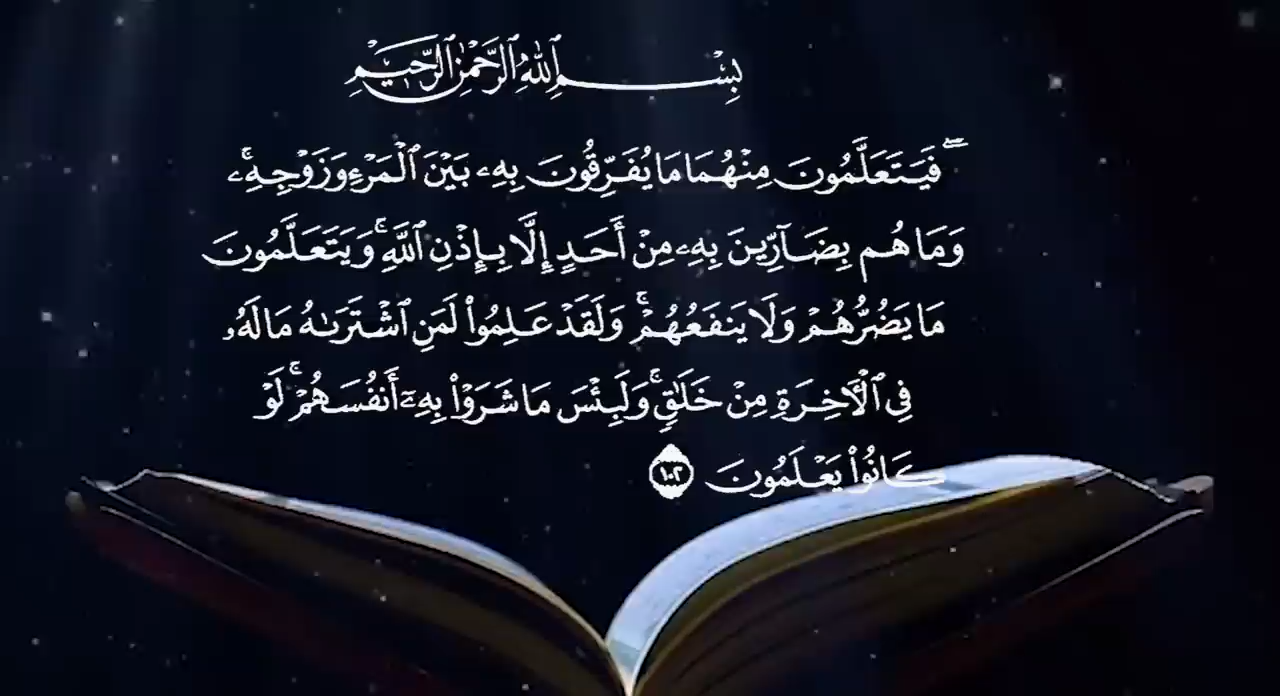 بِسْمِ ٱللَّهِ ٱلرَّحْمَٰنِ ٱلرَّحِيمِ
ۖ فَيَتَعَلَّمُونَ مِنْهُمَا مَا يُفَرِّقُونَ بِهِۦ بَيْنَ ٱلْمَرْءِ وَزَوْجِهِۦۚ
وَمَا هُم بِضَآرِّينَ بِهِۦ مِنْ أَحَدٍ إِلَّا بِإِذْنِ ٱللَّهِۚ وَيَتَعَلَّمُونَ
مَا يَضُرُّهُمْ وَلَا يَنفَعُهُمْۚ وَلَقَدْ عَلِمُوا۟ لَمَنِ ٱشْتَرَىٰهُ مَا لَهُۥ
فِى ٱلْـَٔاخِرَةِ مِنْ خَلَٰقٍۚ وَلَبِئْسَ مَا شَرَوْا۟ بِهِۦٓ أَنفُسَهُمْۚ لَوْ
كَانُوا۟ يَعْلَمُونَ ١٠٢